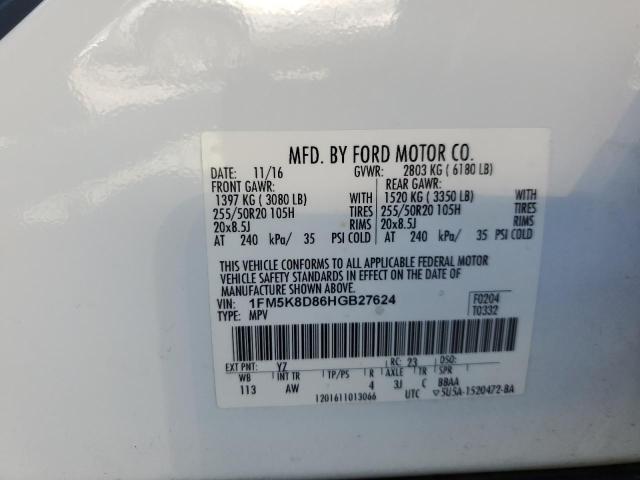 MFD. BY FORD MOTOR CO.
DATE: 11/16 GVWR: 2803 KG ( 6180 LB)
FRONT GAWR: REAR GAWR:
1397 KG ( 3080 LB) WITH 1520 KG ( 3350 LB) WITH
255/50R20 105H TIRES 255/50R20 105H TIRES
20x8.5J RIMS 20x8.5J RIMS
AT 240 kPa/ 35 PSI COLD AT 240 kPa/ 35 PSI COLD
THIS VEHICLE CONFORMS TO ALL APPLICABLE FEDERAL MOTOR
VEHICLE SAFETY STANDARDS IN EFFECT ON THE DATE OF
MANUFACTURE SHOWN ABOVE.
VIN: 1FM5K8D86HGB27624 F0204
TYPE: MPV T0332
EXT PNT: YZ RC: 23 DSO:
WB INT TR TP/PS R AXLE TR SPR
113 AW 4 3J C BBAA
1201611013066 UTC 5U5A-1520472-BA